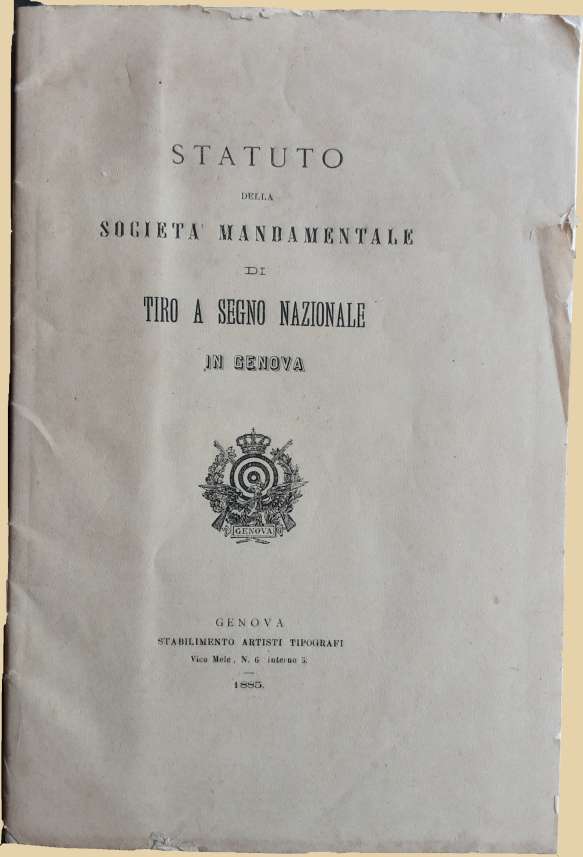 STATUTO
DELLA
SOCIETA' MANDAMENTALE
DI
TIRO A SEGNO NAZIONALE
IN GENOVA
GENOVA
GENOVA
STABILIMENTO ARTISTI TIPOGRAFI
Vico Mele, N. 6 interno 5.
1885.